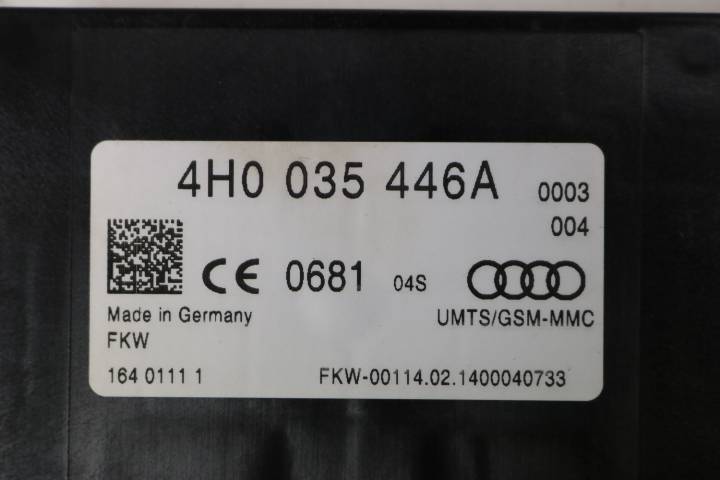 4H0 035 446A 0003
004
CE 0681 04S
Made in Germany UMTS/GSM-MMC
FKW
164 0111 1 FKW-00114.02.1400040733